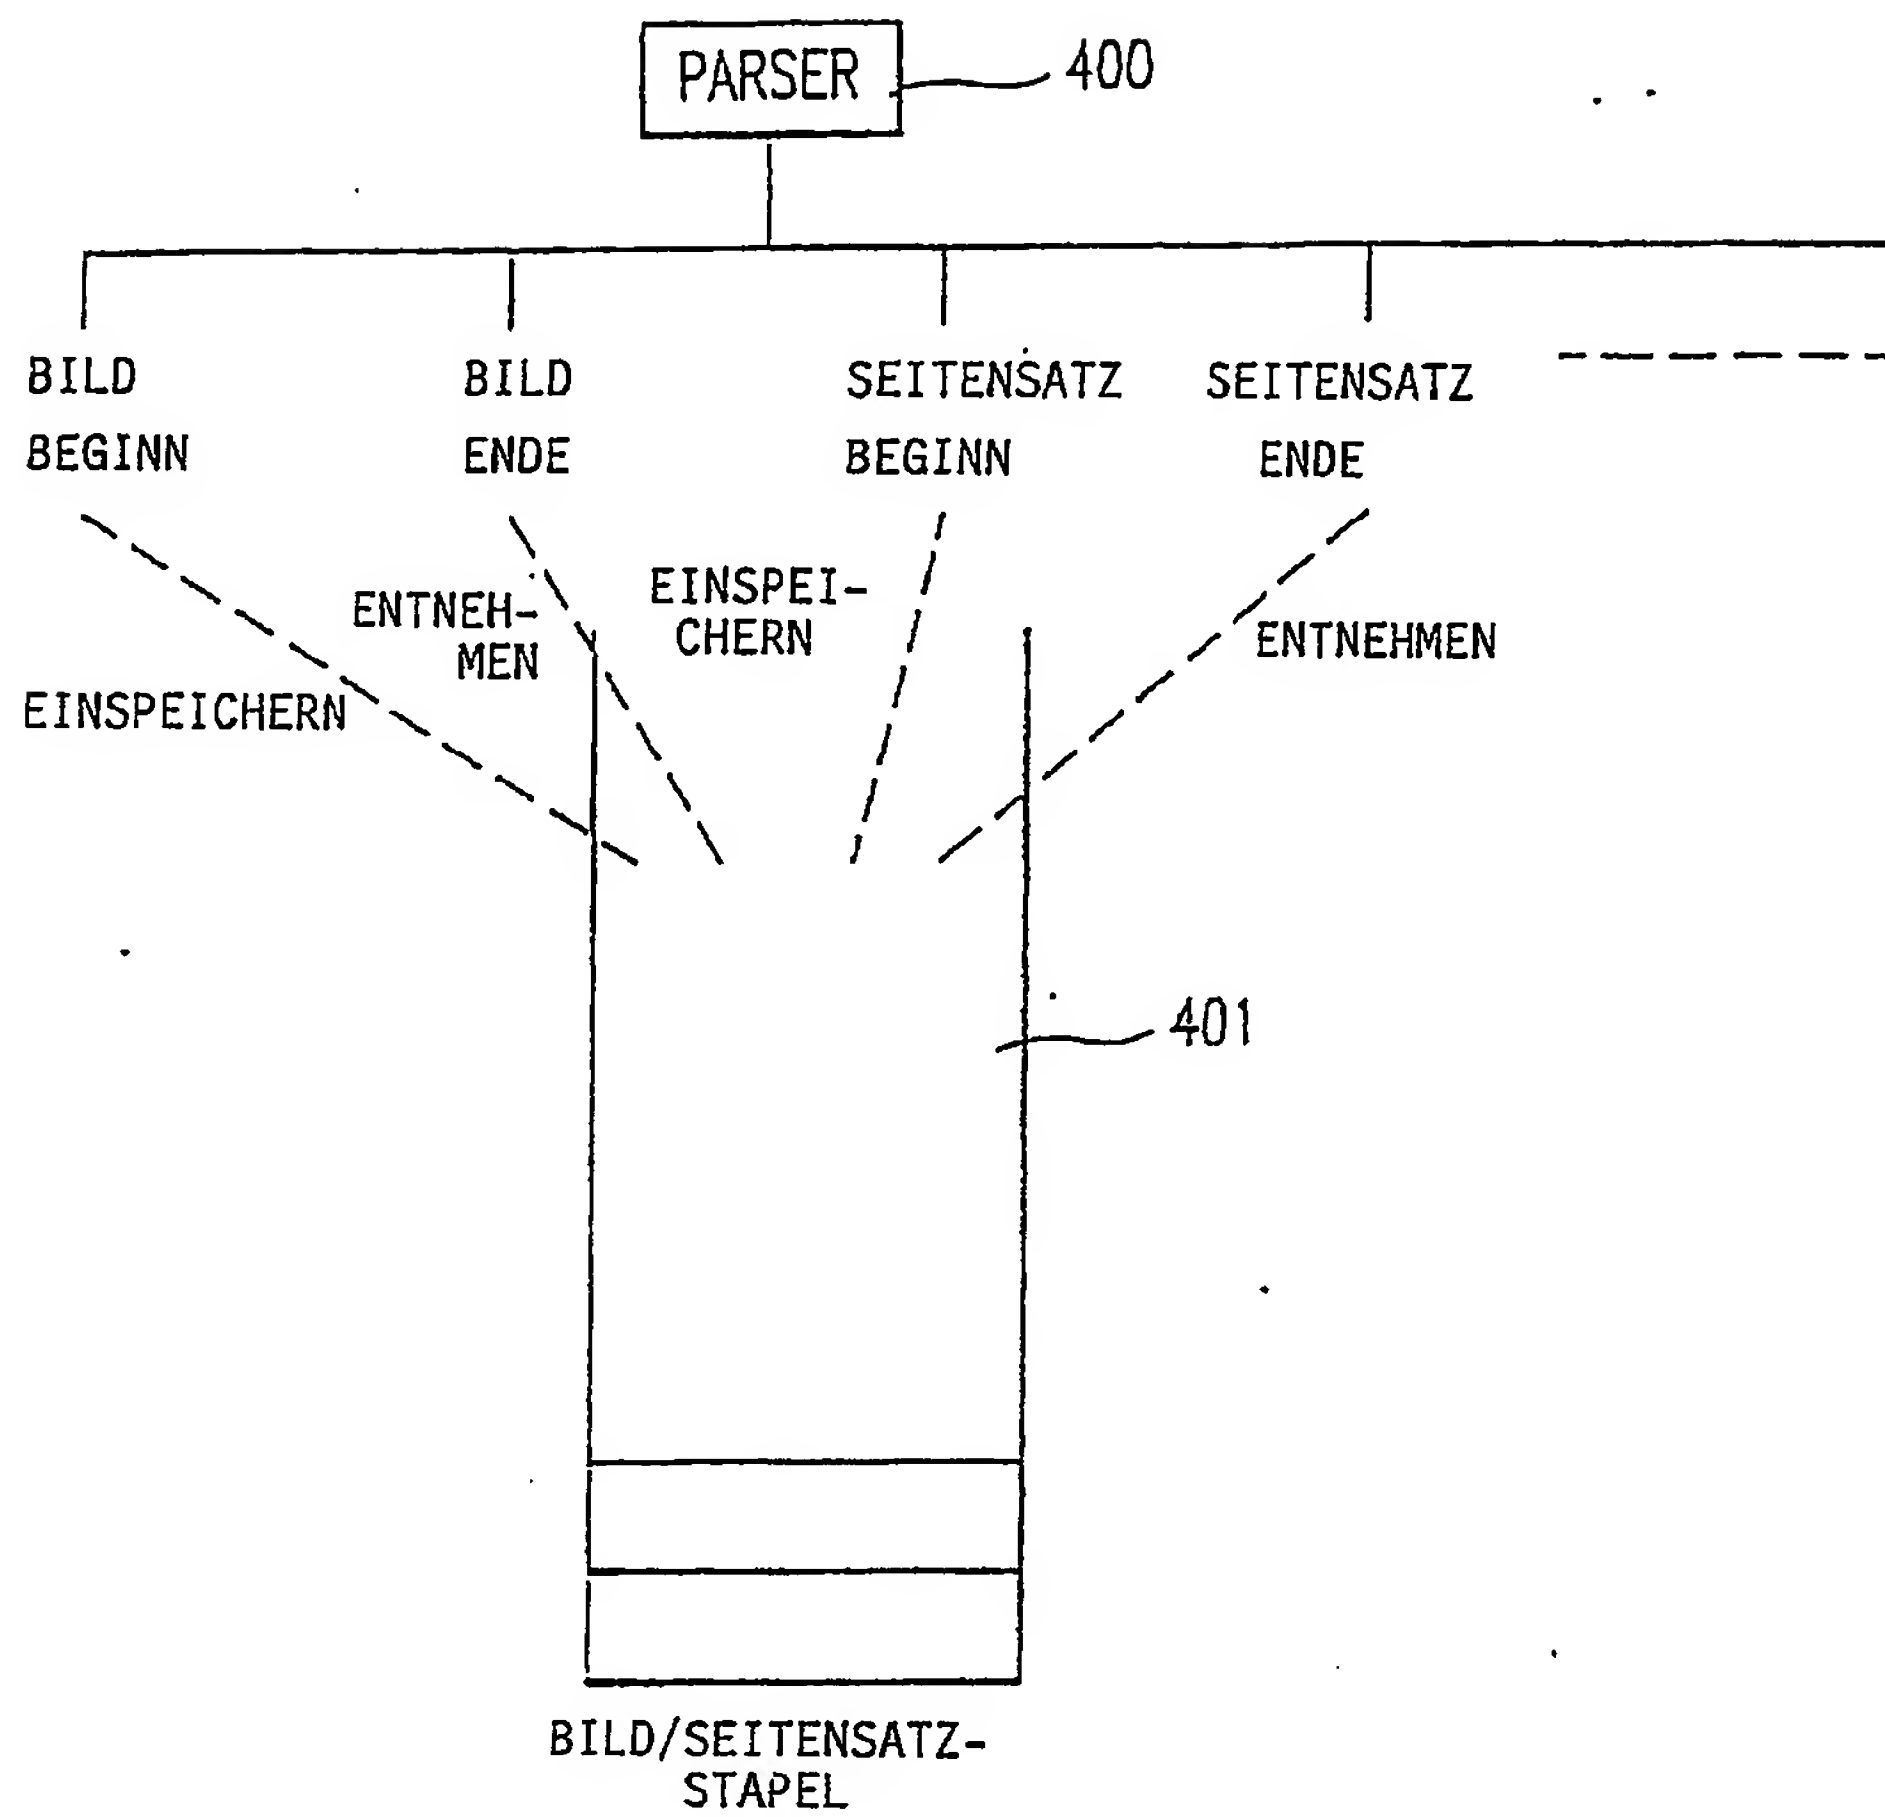 PARSER
400
BILD
BEGINN
BILD
ENDE
SEITENSATZ
BEGINN
SEITENSATZ
ENDE
EINSPEICHERN
ENTNEH-
MEN
EINSPEI-
CHERN
ENTNEHMEN
401
BILD/SEITENSATZ-
STAPEL